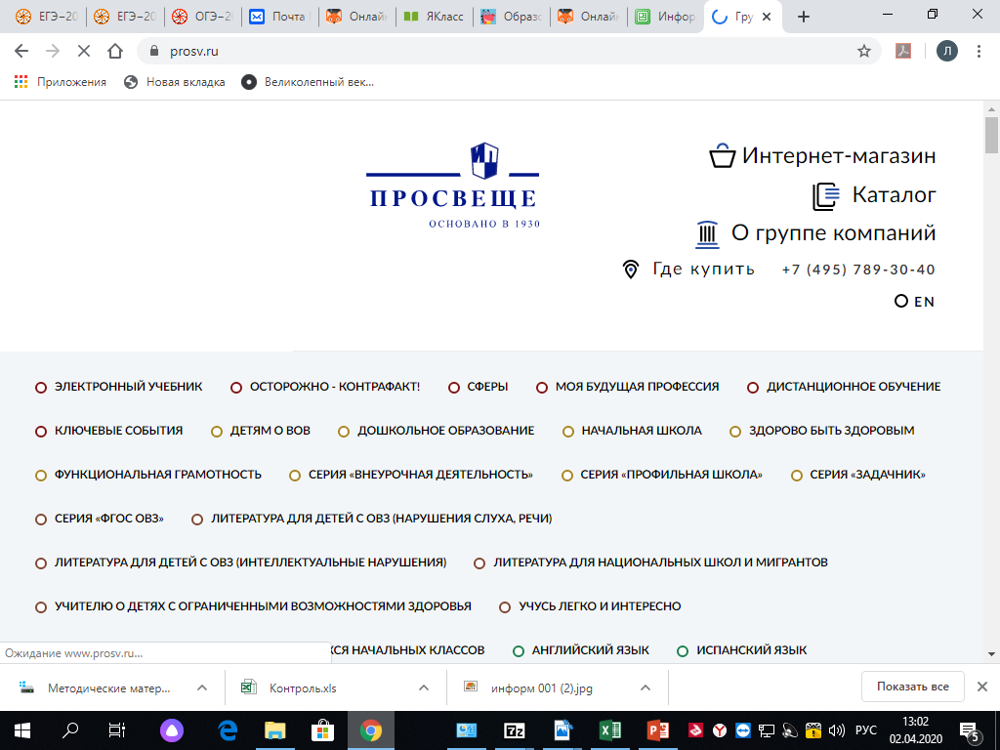 ЕГЭ–20
ЕГЭ–20
ОГЭ–20
Почта
Онлайн
ЯКласс
Образо
Онлайн
Инфор
Гру
prosv.ru
Л
Приложения
Новая вкладка
Великолепный век...
ИП
ПРОСВЕЩЕ
ОСНОВАНО В 1930
Интернет-магазин
Каталог
О группе компаний
Где купить +7 (495) 789-30-40
EN
ЭЛЕКТРОННЫЙ УЧЕБНИК ОСТОРОЖНО - КОНТРАФАКТ! СФЕРЫ МОЯ БУДУЩАЯ ПРОФЕССИЯ ДИСТАНЦИОННОЕ ОБУЧЕНИЕ
КЛЮЧЕВЫЕ СОБЫТИЯ ДЕТЯМ О ВОВ ДОШКОЛЬНОЕ ОБРАЗОВАНИЕ НАЧАЛЬНАЯ ШКОЛА ЗДОРОВО БЫТЬ ЗДОРОВЫМ
ФУНКЦИОНАЛЬНАЯ ГРАМОТНОСТЬ СЕРИЯ «ВНЕУРОЧНАЯ ДЕЯТЕЛЬНОСТЬ» СЕРИЯ «ПРОФИЛЬНАЯ ШКОЛА» СЕРИЯ «ЗАДАЧНИК»
СЕРИЯ «ФГОС ОВЗ» ЛИТЕРАТУРА ДЛЯ ДЕТЕЙ С ОВЗ (НАРУШЕНИЯ СЛУХА, РЕЧИ)
ЛИТЕРАТУРА ДЛЯ ДЕТЕЙ С ОВЗ (ИНТЕЛЛЕКТУАЛЬНЫЕ НАРУШЕНИЯ) ЛИТЕРАТУРА ДЛЯ НАЦИОНАЛЬНЫХ ШКОЛ И МИГРАНТОВ
УЧИТЕЛЮ О ДЕТЯХ С ОГРАНИЧЕННЫМИ ВОЗМОЖНОСТЯМИ ЗДОРОВЬЯ УЧУСЬ ЛЕГКО И ИНТЕРЕСНО
ХСЯ НАЧАЛЬНЫХ КЛАССОВ АНГЛИЙСКИЙ ЯЗЫК ИСПАНСКИЙ ЯЗЫК
Ожидание www.prosv.ru...
Методические матер....
Контроль.xls
информ 001 (2).jpg
Показать все
7z
РУС
13:02
02.04.2020
5